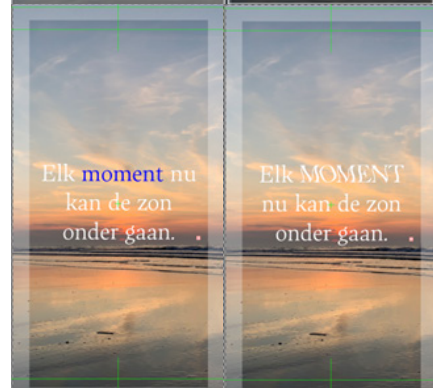 Elk moment nu
kan de zon
onder gaan.
Elk MOMENT
nu kan de zon
onder gaan.